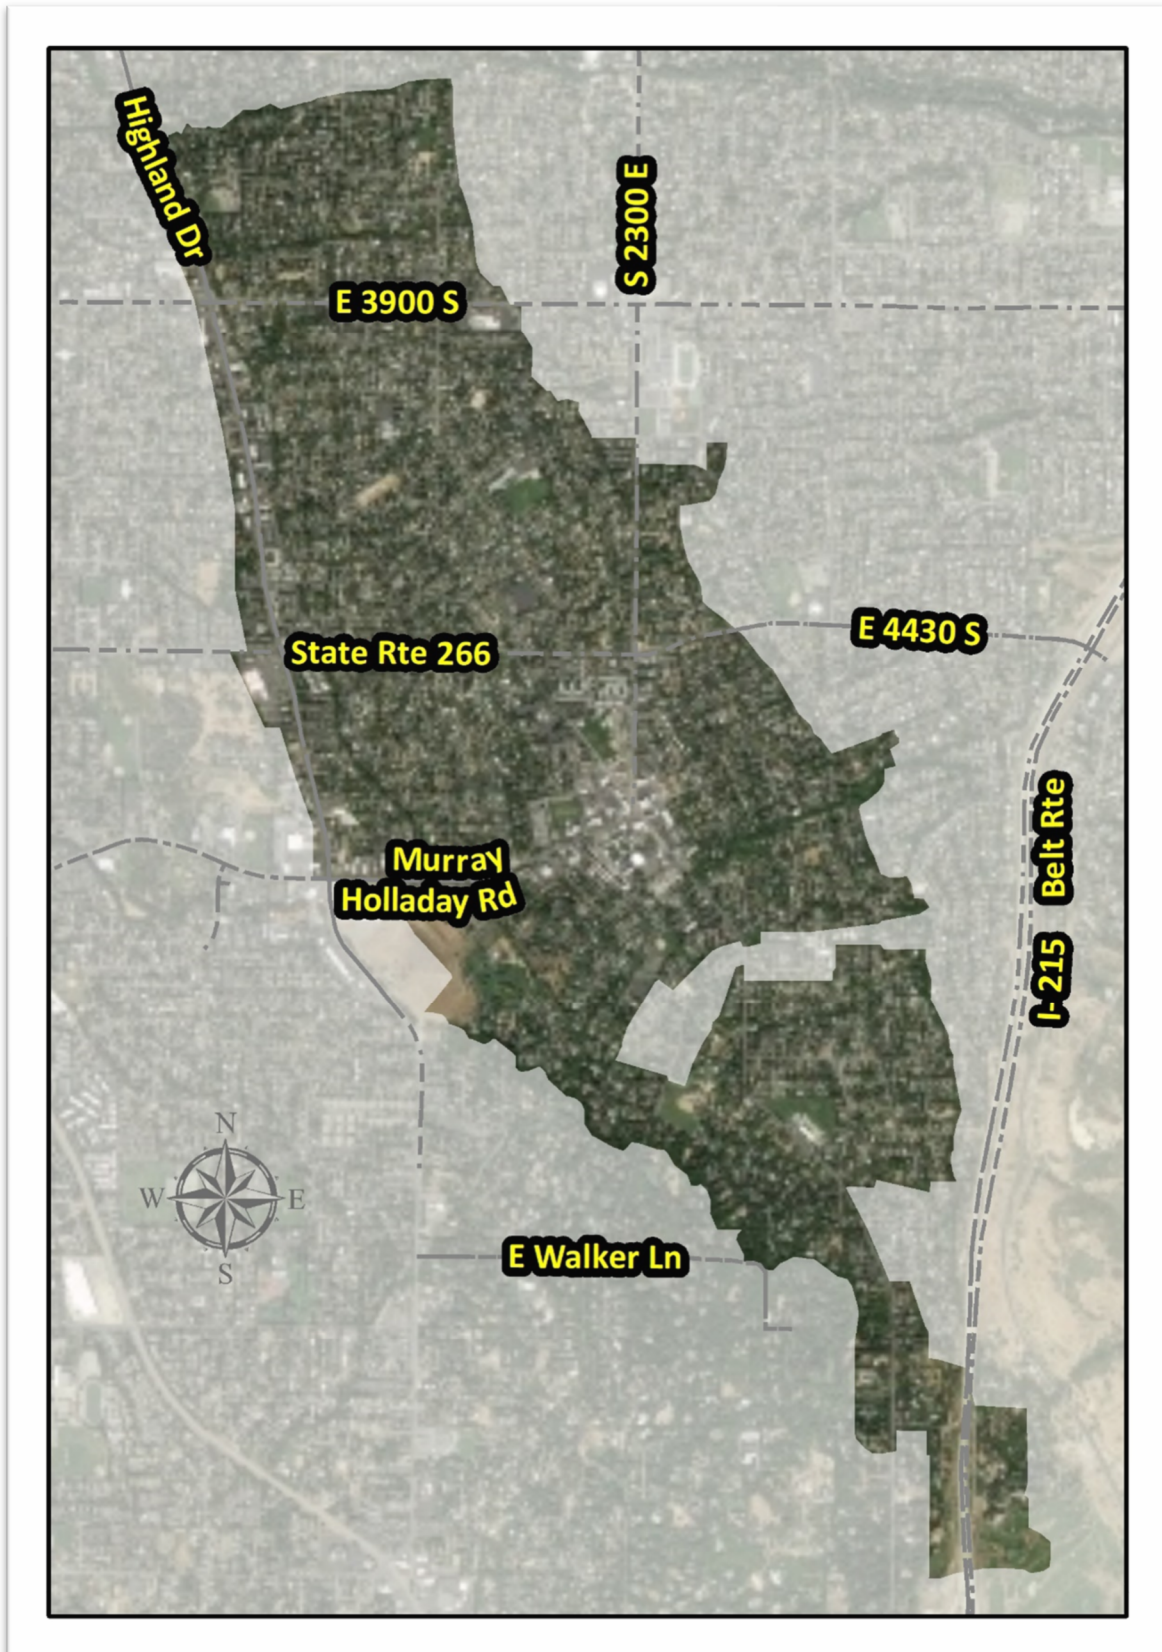 Highland Dr
S 2300 E
E 3900 S
E 4430 S
State Rte 266
Belt Rte
I-215
Murray
Holladay Rd
N
W E
S
E Walker Ln